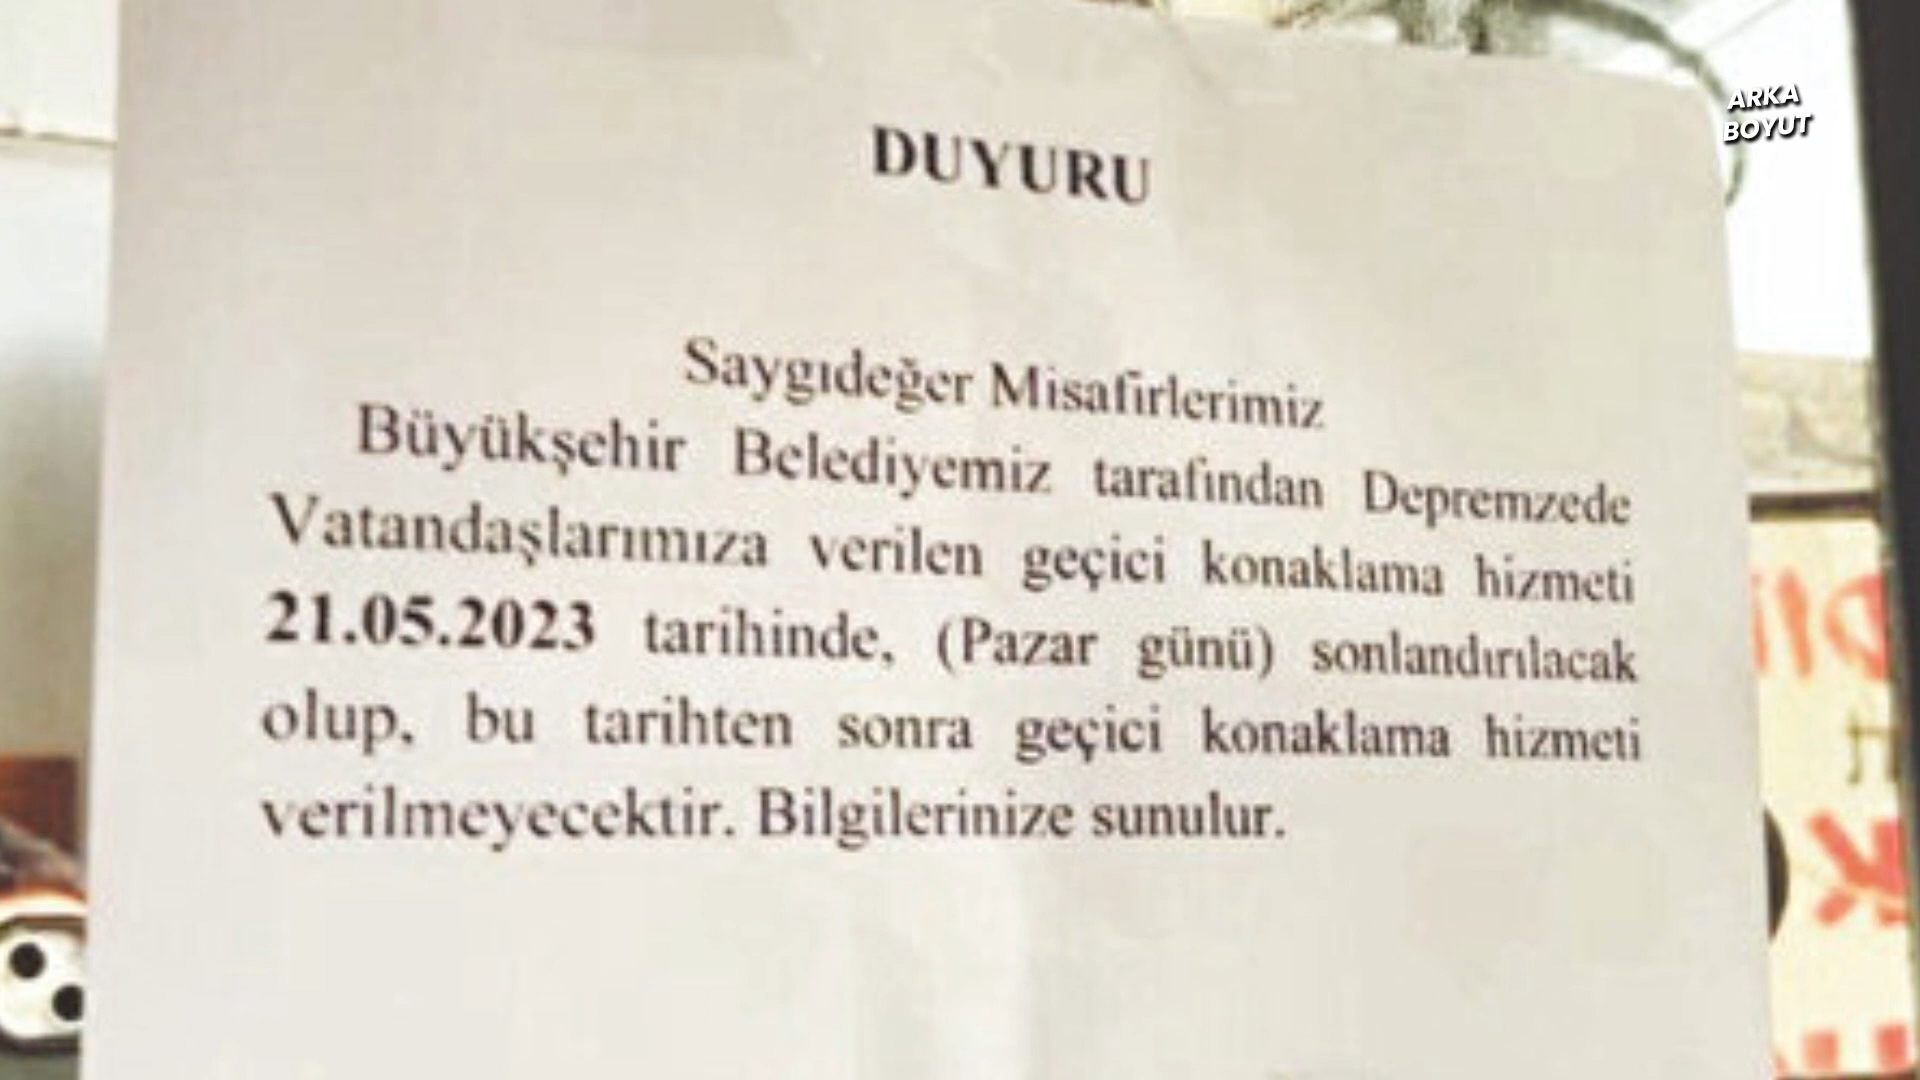 DUYURU
Saygıdeğer Misafirlerimiz
Büyükşehir Belediyemiz tarafından Depremzede
Vatandaşlarımıza verilen geçici konaklama hizmeti
21.05.2023 tarihinde, (Pazar günü) sonlandırılacak
olup, bu tarihten sonra geçici konaklama hizmeti
verilmeyecektir. Bilgilerinize sunulur.
ARKA
BOYUT